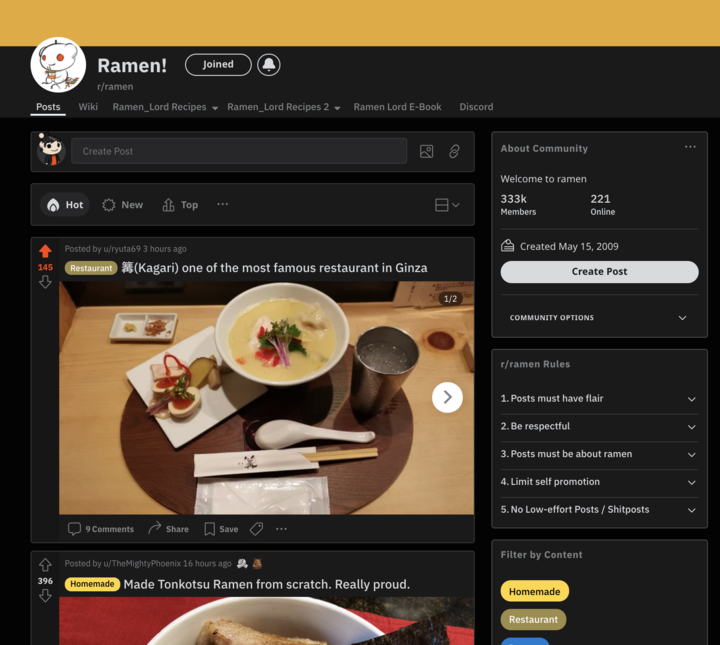 Ramen!
Joined
r/ramen
Posts
Wiki
Ramen_Lord Recipes
Ramen_Lord Recipes 2
Ramen Lord E-Book
Discord
Create Post
Hot
New
Top
145
Posted by u/ryuta69 3 hours ago
Restaurant 篝(Kagari) one of the most famous restaurant in Ginza
1/2
9 Comments
Share
Save
396
Posted by u/TheMightyPhoenix 16 hours ago
Homemade Made Tonkotsu Ramen from scratch. Really proud.
About Community
Welcome to ramen
333k
Members
221
Online
Created May 15, 2009
Create Post
COMMUNITY OPTIONS
r/ramen Rules
1. Posts must have flair
2. Be respectful
3. Posts must be about ramen
4. Limit self promotion
5. No Low-effort Posts / Shitposts
Filter by Content
Homemade
Restaurant